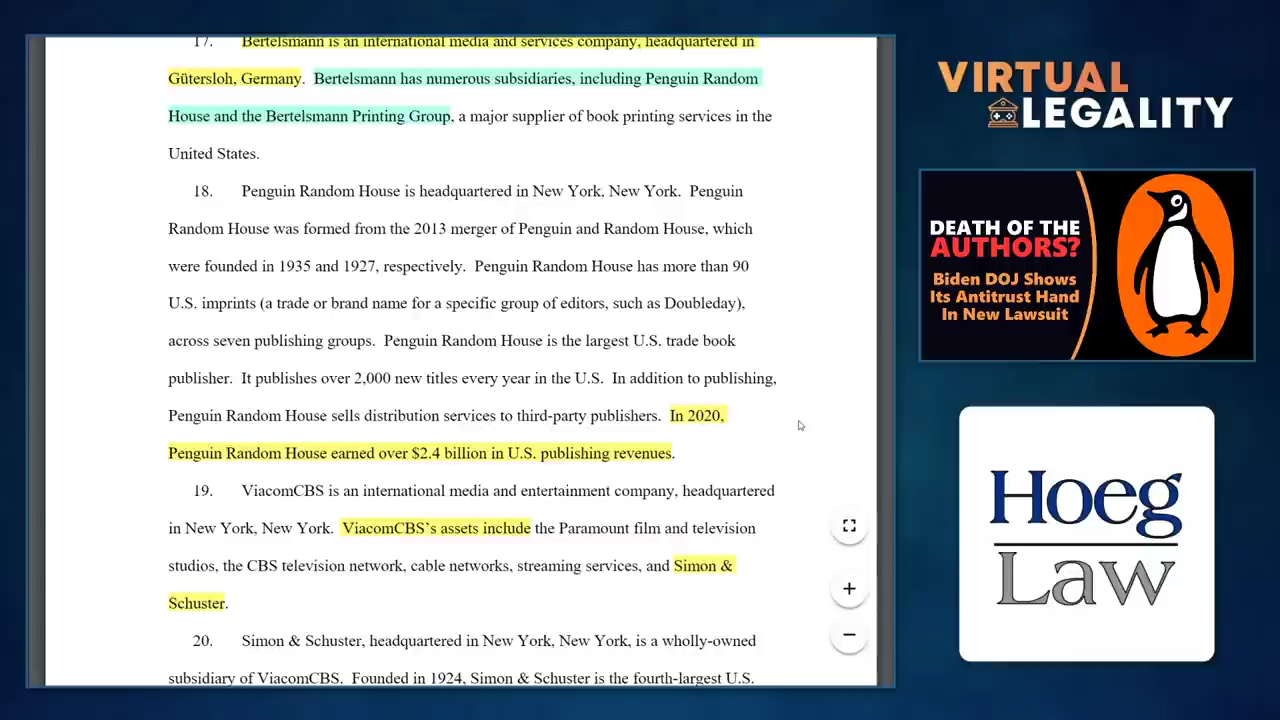 17. Bertelsmann is an international media and services company, headquartered in
Gütersloh, Germany. Bertelsmann has numerous subsidiaries, including Penguin Random
House and the Bertelsmann Printing Group, a major supplier of book printing services in the
United States.
18. Penguin Random House is headquartered in New York, New York. Penguin
Random House was formed from the 2013 merger of Penguin and Random House, which
were founded in 1935 and 1927, respectively. Penguin Random House has more than 90
U.S. imprints (a trade or brand name for a specific group of editors, such as Doubleday),
across seven publishing groups. Penguin Random House is the largest U.S. trade book
publisher. It publishes over 2,000 new titles every year in the U.S. In addition to publishing,
Penguin Random House sells distribution services to third-party publishers. In 2020,
Penguin Random House earned over $2.4 billion in U.S. publishing revenues.
19. ViacomCBS is an international media and entertainment company, headquartered
in New York, New York. ViacomCBS’s assets include the Paramount film and television
studios, the CBS television network, cable networks, streaming services, and Simon &
Schuster.
20. Simon & Schuster, headquartered in New York, New York, is a wholly-owned
subsidiary of ViacomCBS. Founded in 1924, Simon & Schuster is the fourth-largest U.S.
VIRTUAL
LEGALITY
DEATH OF THE
AUTHORS?
Biden DOJ Shows
Its Antitrust Hand
In New Lawsuit
Hoeg
Law